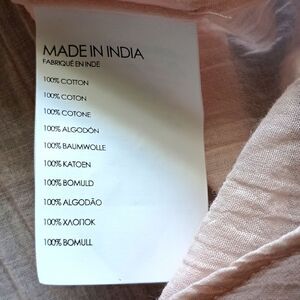 MADE IN INDIA
FABRIQUÉ EN INDE
100% COTTON
100% COTON
100% COTONE
100% ALGODÓN
100% BAUMWOLLE
100% KATOEN
100% BOMULD
100% ALGODÃO
100% ХЛОПОК
100% BOMULL